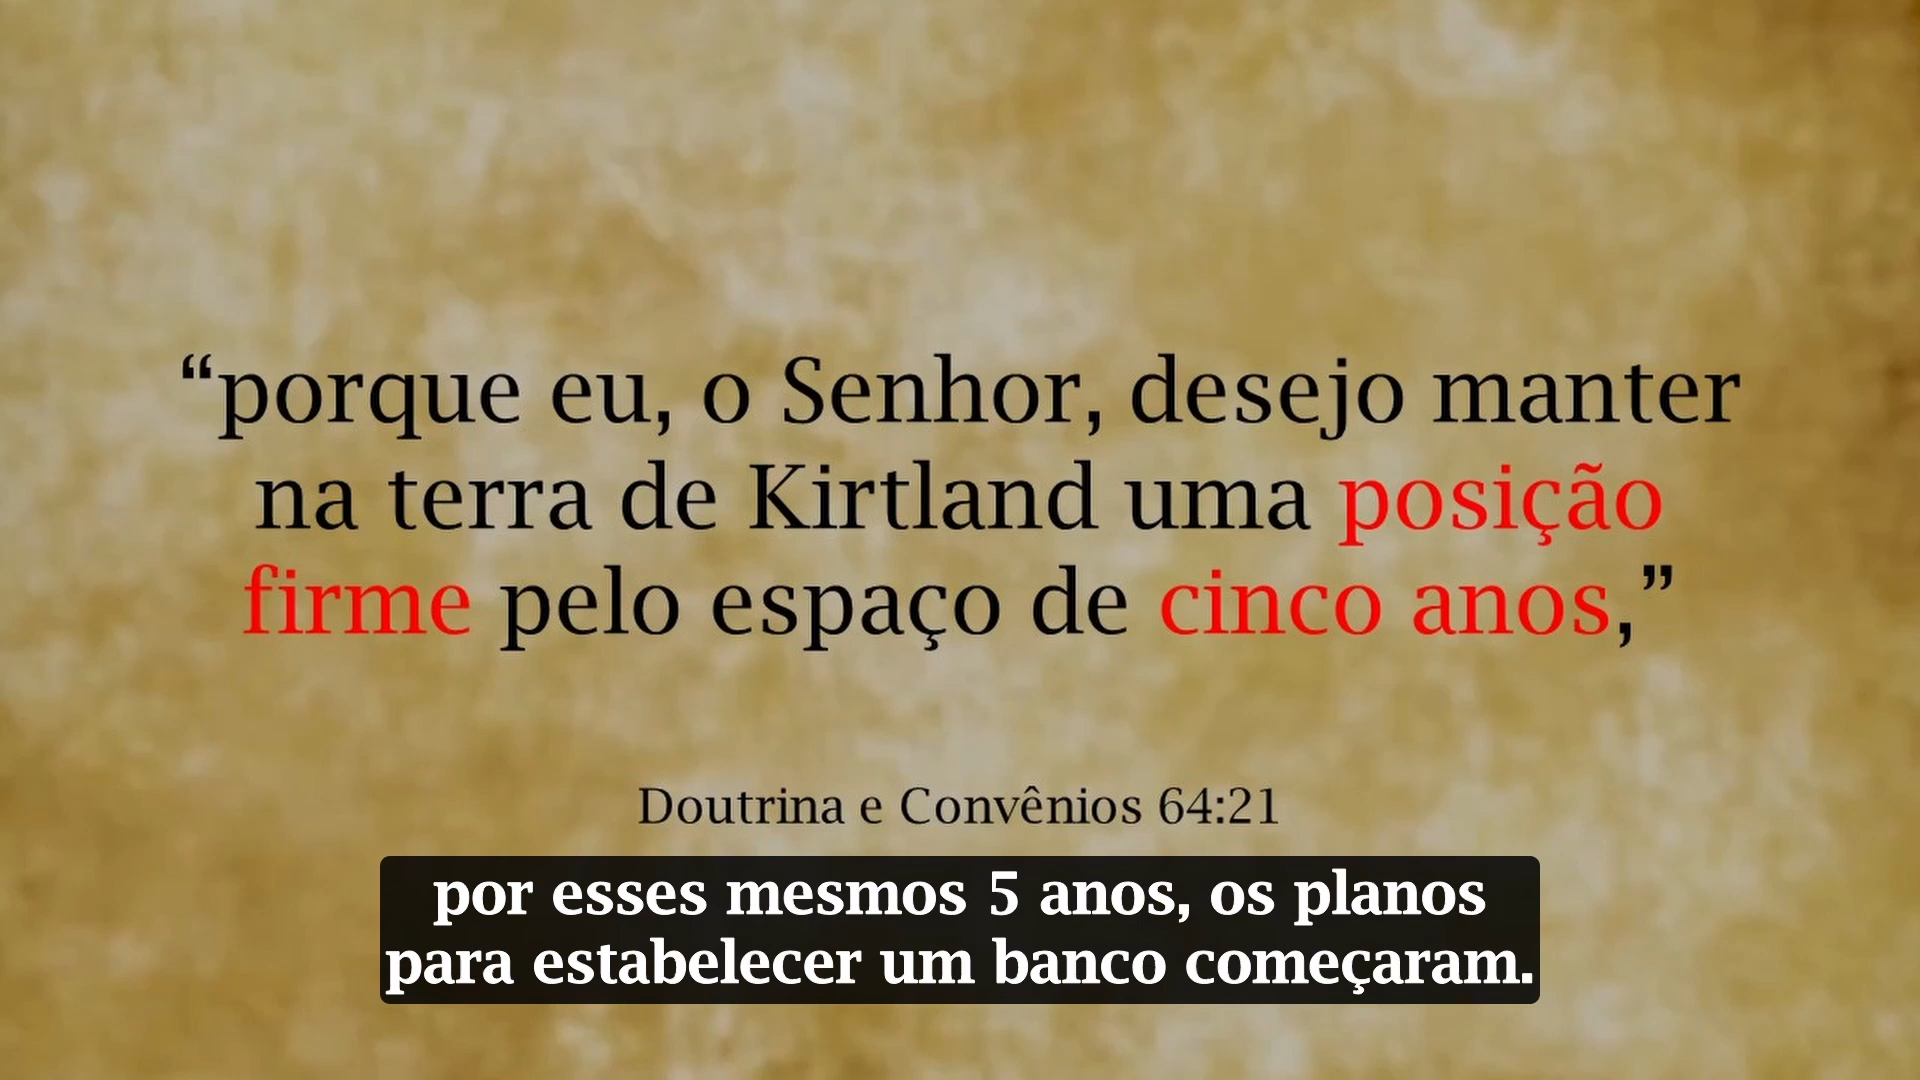 “porque eu, o Senhor, desejo manter
na terra de Kirtland uma posição
firme pelo espaço de cinco anos,”
Doutrina e Convênios 64:21
por esses mesmos 5 anos, os planos
para estabelecer um banco começaram.